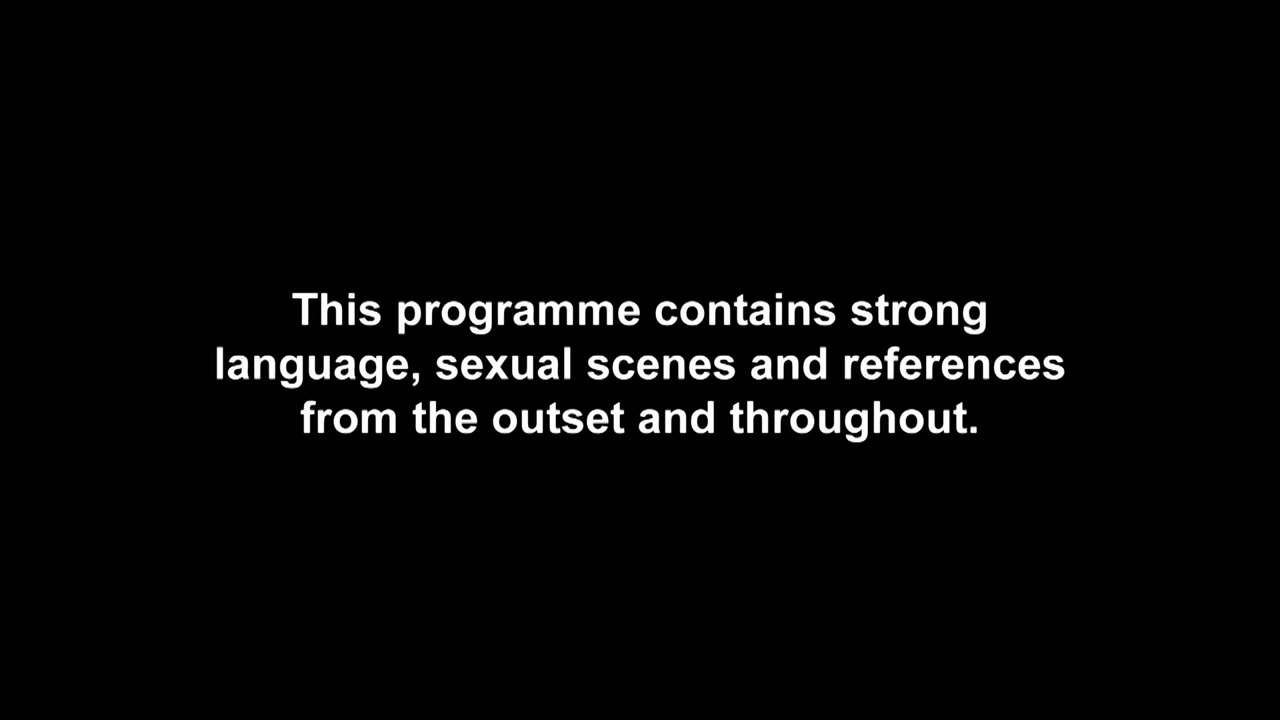 This programme contains strong
language, sexual scenes and references
from the outset and throughout.